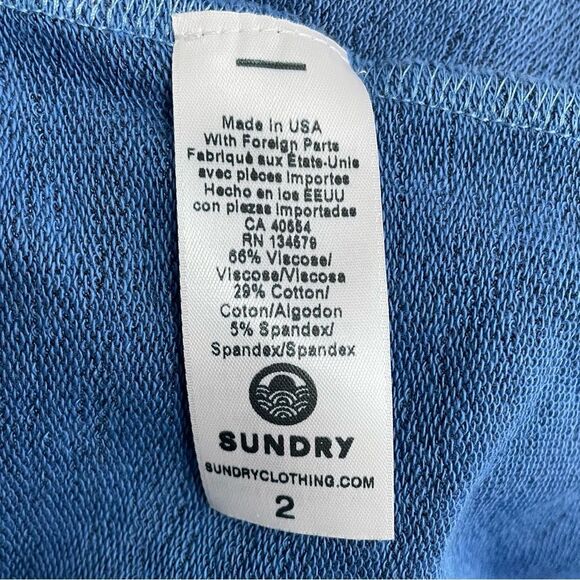 Made in USA
With Foreign Parts
Fabriqué aux États-Unis
avec pièces importes
Hecho en los EEUU
con piezas importadas
CA 40554
RN 134579
66% Viscose/
Viscose/Viscosa
29% Cotton/
Coton/Algodon
5% Spandex/
Spandex/Spandex
SUNDRY
SUNDRYCLOTHING.COM
2